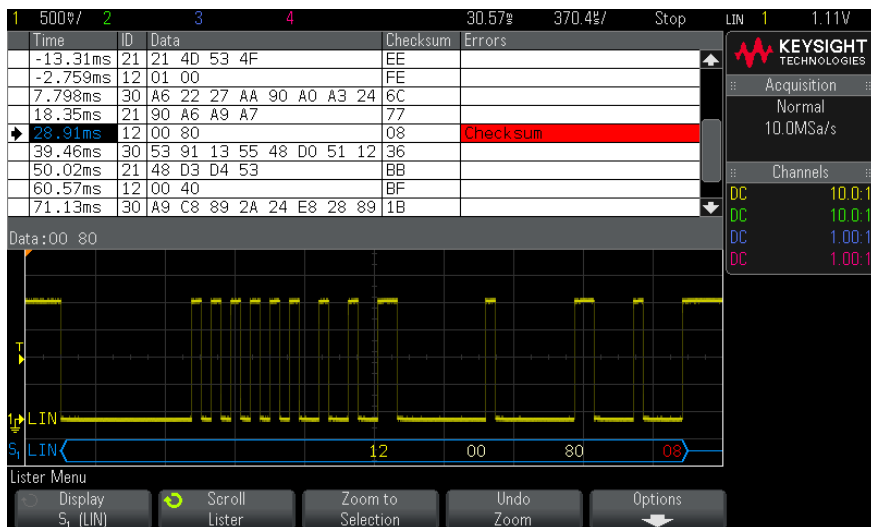 1 500▿/ 2 3 4 30.57ms 370.4us/ Stop LIN 1 1.11V
Time ID Data Checksum Errors
-13.31ms 21 21 4D 53 4F EE
-2.759ms 12 01 00 FE
7.798ms 30 A6 22 27 AA 90 A0 A3 24 6C
18.35ms 21 90 A6 A9 A7 77
28.91ms 12 00 80 08 Checksum
39.46ms 30 53 91 13 55 48 D0 51 12 36
50.02ms 21 48 D3 D4 53 BB
60.57ms 12 00 40 BF
71.13ms 30 A9 C8 89 2A 24 E8 28 89 1B
Data:00 80
KEYSIGHT
TECHNOLOGIES
Acquisition
Normal
10.0MSa/s
Channels
DC 10.0:1
DC 10.0:1
DC 1.00:1
DC 1.00:1
T
1 LIN
S1 LIN 12 00 80 08
Lister Menu
Display
S1 (LIN)
Scroll
Lister
Zoom to
Selection
Undo
Zoom
Options